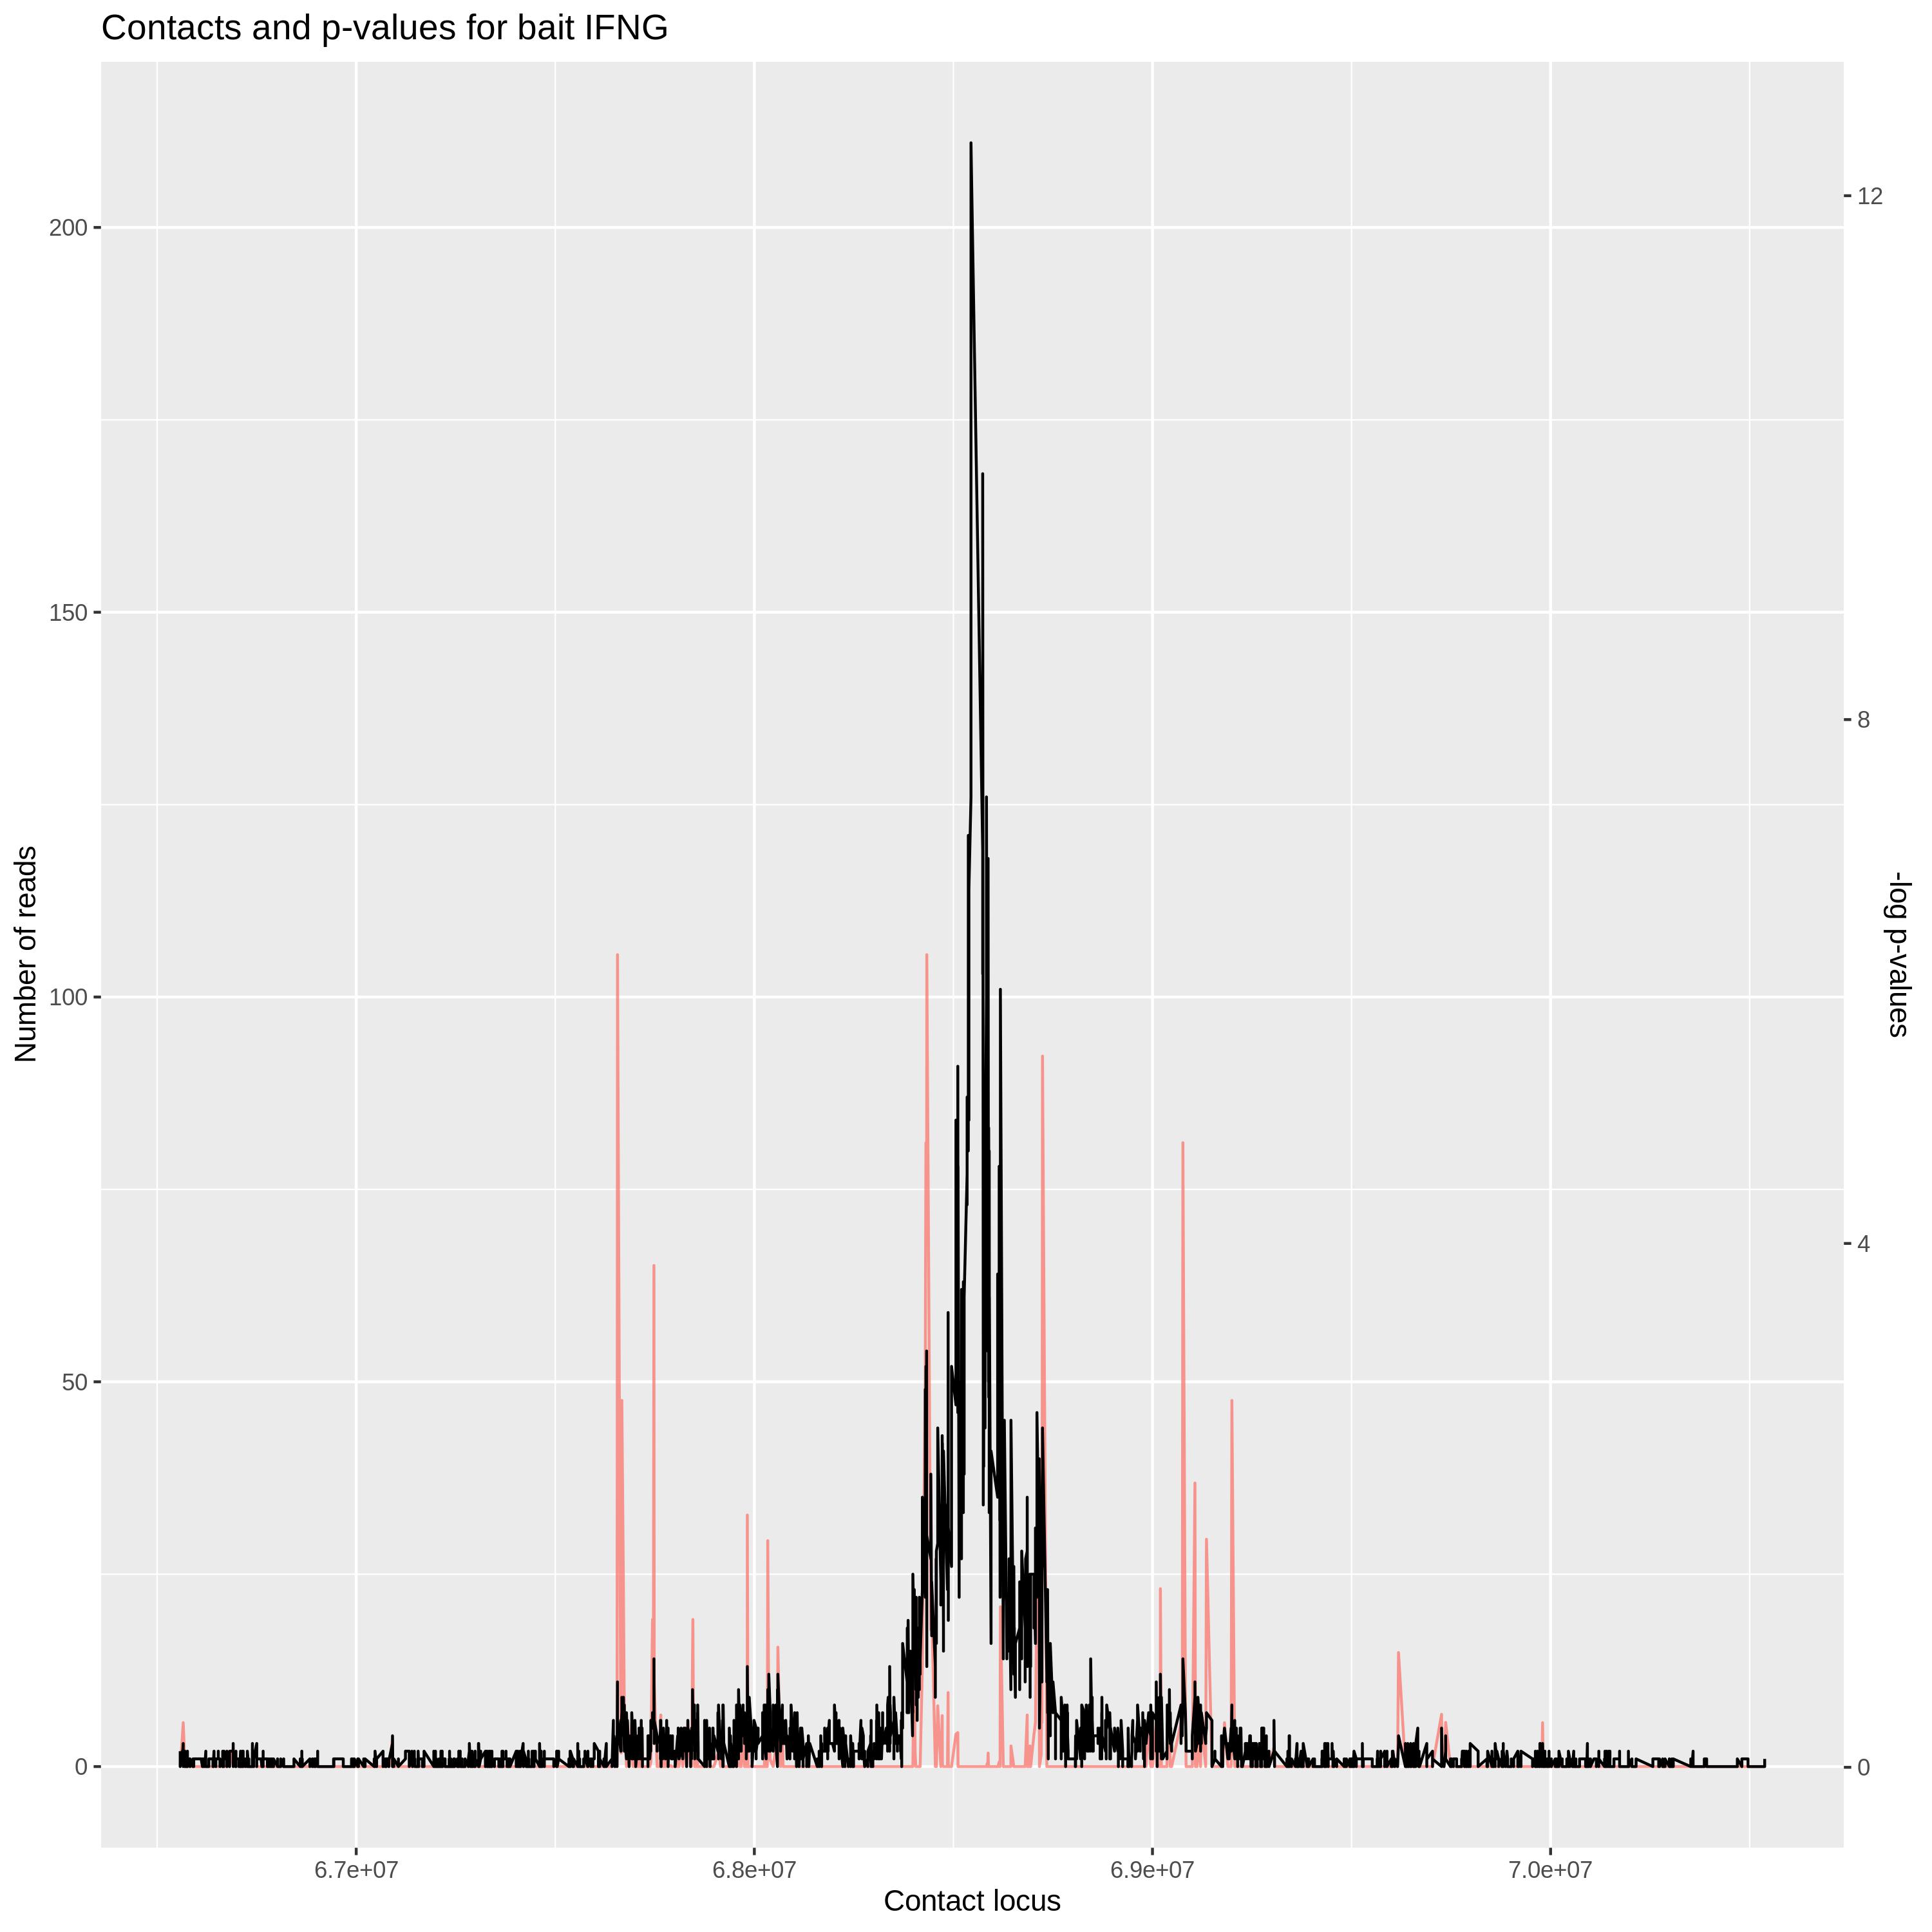 Contacts and p-values for bait IFNG
Number of reads
200
150
100
50
0
12
8
4
0
-log p-values
6.7e+07
6.8e+07
6.9e+07
7.0e+07
Contact locus